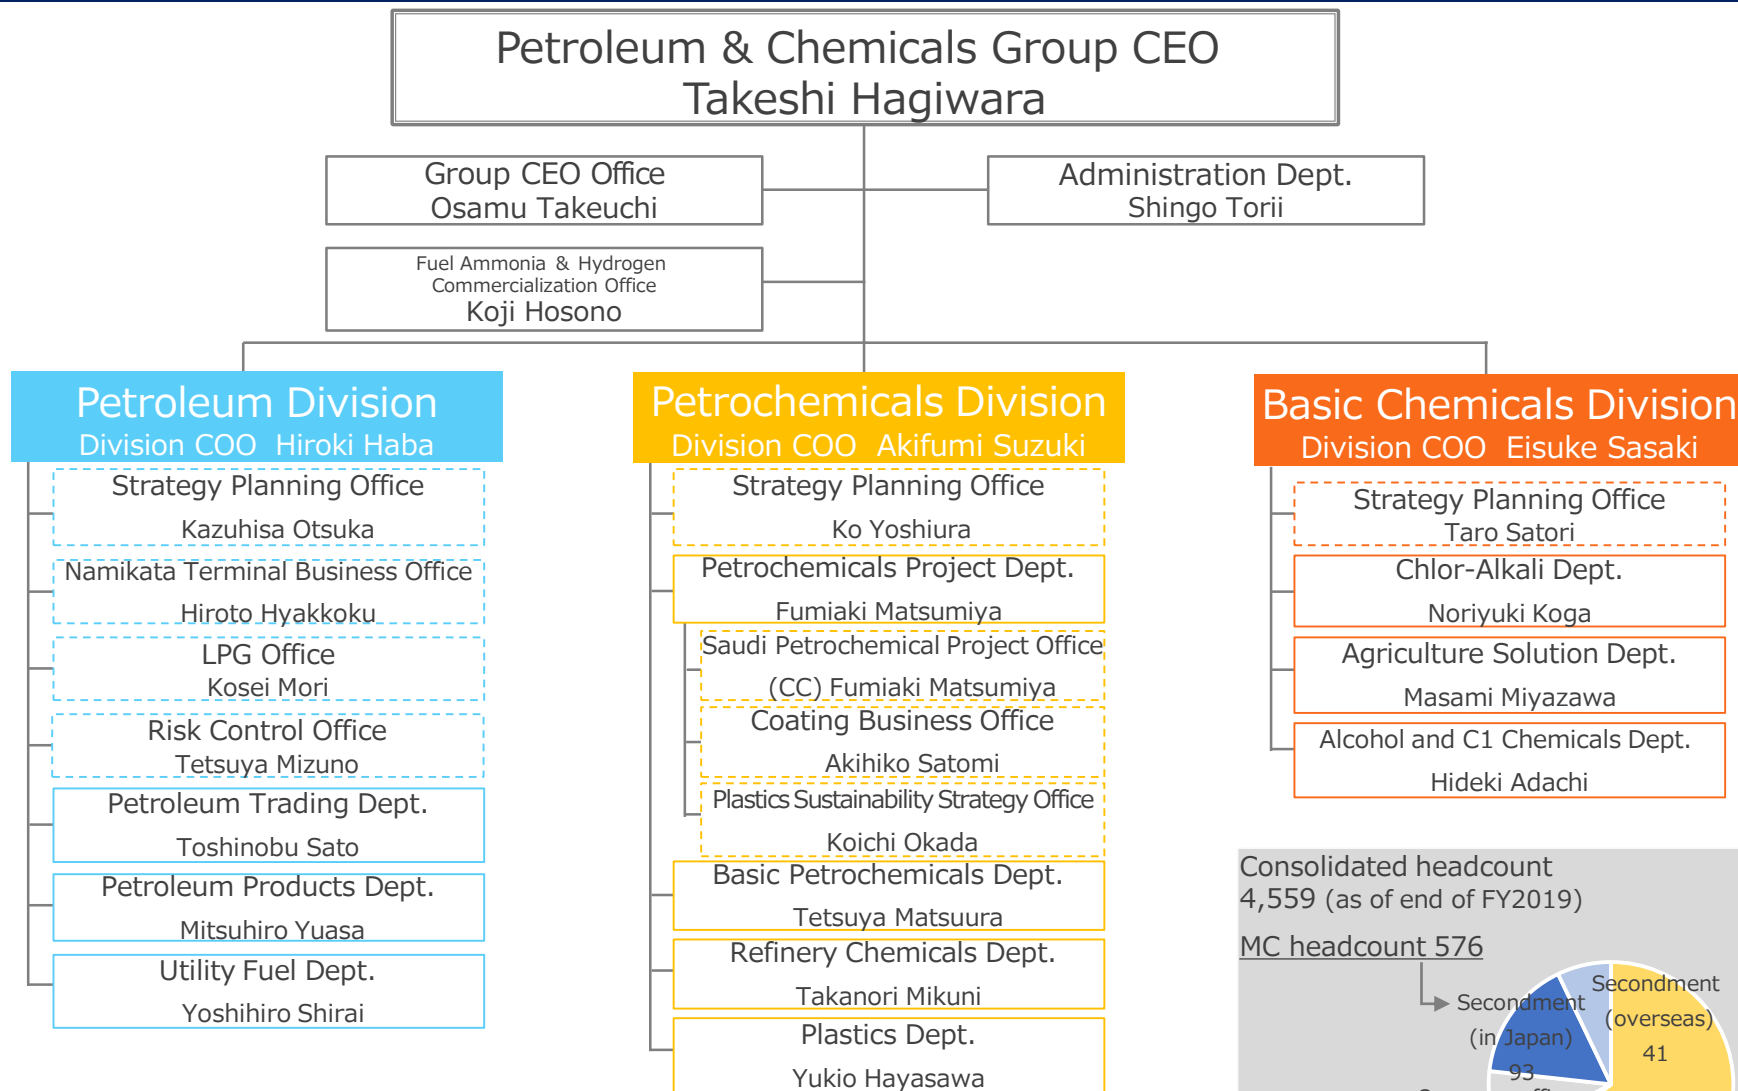 Petroleum & Chemicals Group CEO
Takeshi Hagiwara
Group CEO Office
Osamu Takeuchi
Administration Dept.
Shingo Torii
Fuel Ammonia & Hydrogen
Commercialization Office
Koji Hosono
Petroleum Division
Division COO Hiroki Haba
Strategy Planning Office
Kazuhisa Otsuka
Namikata Terminal Business Office
Hiroto Hyakkoku
LPG Office
Kosei Mori
Risk Control Office
Tetsuya Mizuno
Petroleum Trading Dept.
Toshinobu Sato
Petroleum Products Dept.
Mitsuhiro Yuasa
Utility Fuel Dept.
Yoshihiro Shirai
Petrochemicals Division
Division COO Akifumi Suzuki
Strategy Planning Office
Ko Yoshiura
Petrochemicals Project Dept.
Fumiaki Matsumiya
Saudi Petrochemical Project Office
(CC) Fumiaki Matsumiya
Coating Business Office
Akihiko Satomi
Plastics Sustainability Strategy Office
Koichi Okada
Basic Petrochemicals Dept.
Tetsuya Matsuura
Refinery Chemicals Dept.
Takanori Mikuni
Plastics Dept.
Yukio Hayasawa
Basic Chemicals Division
Division COO Eisuke Sasaki
Strategy Planning Office
Taro Satori
Chlor-Alkali Dept.
Noriyuki Koga
Agriculture Solution Dept.
Masami Miyazawa
Alcohol and C1 Chemicals Dept.
Hideki Adachi
Consolidated headcount
4,559 (as of end of FY2019)
MC headcount 576
Secondment
(in Japan)
93
Secondment
(overseas)
41